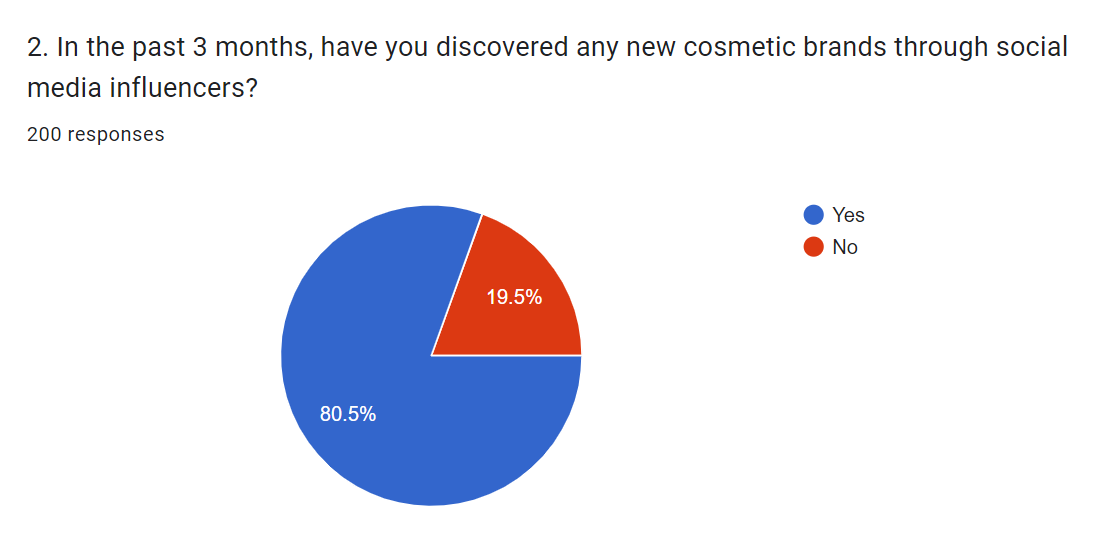 2. In the past 3 months, have you discovered any new cosmetic brands through social
media influencers?
200 responses
Yes
No
19.5%
80.5%